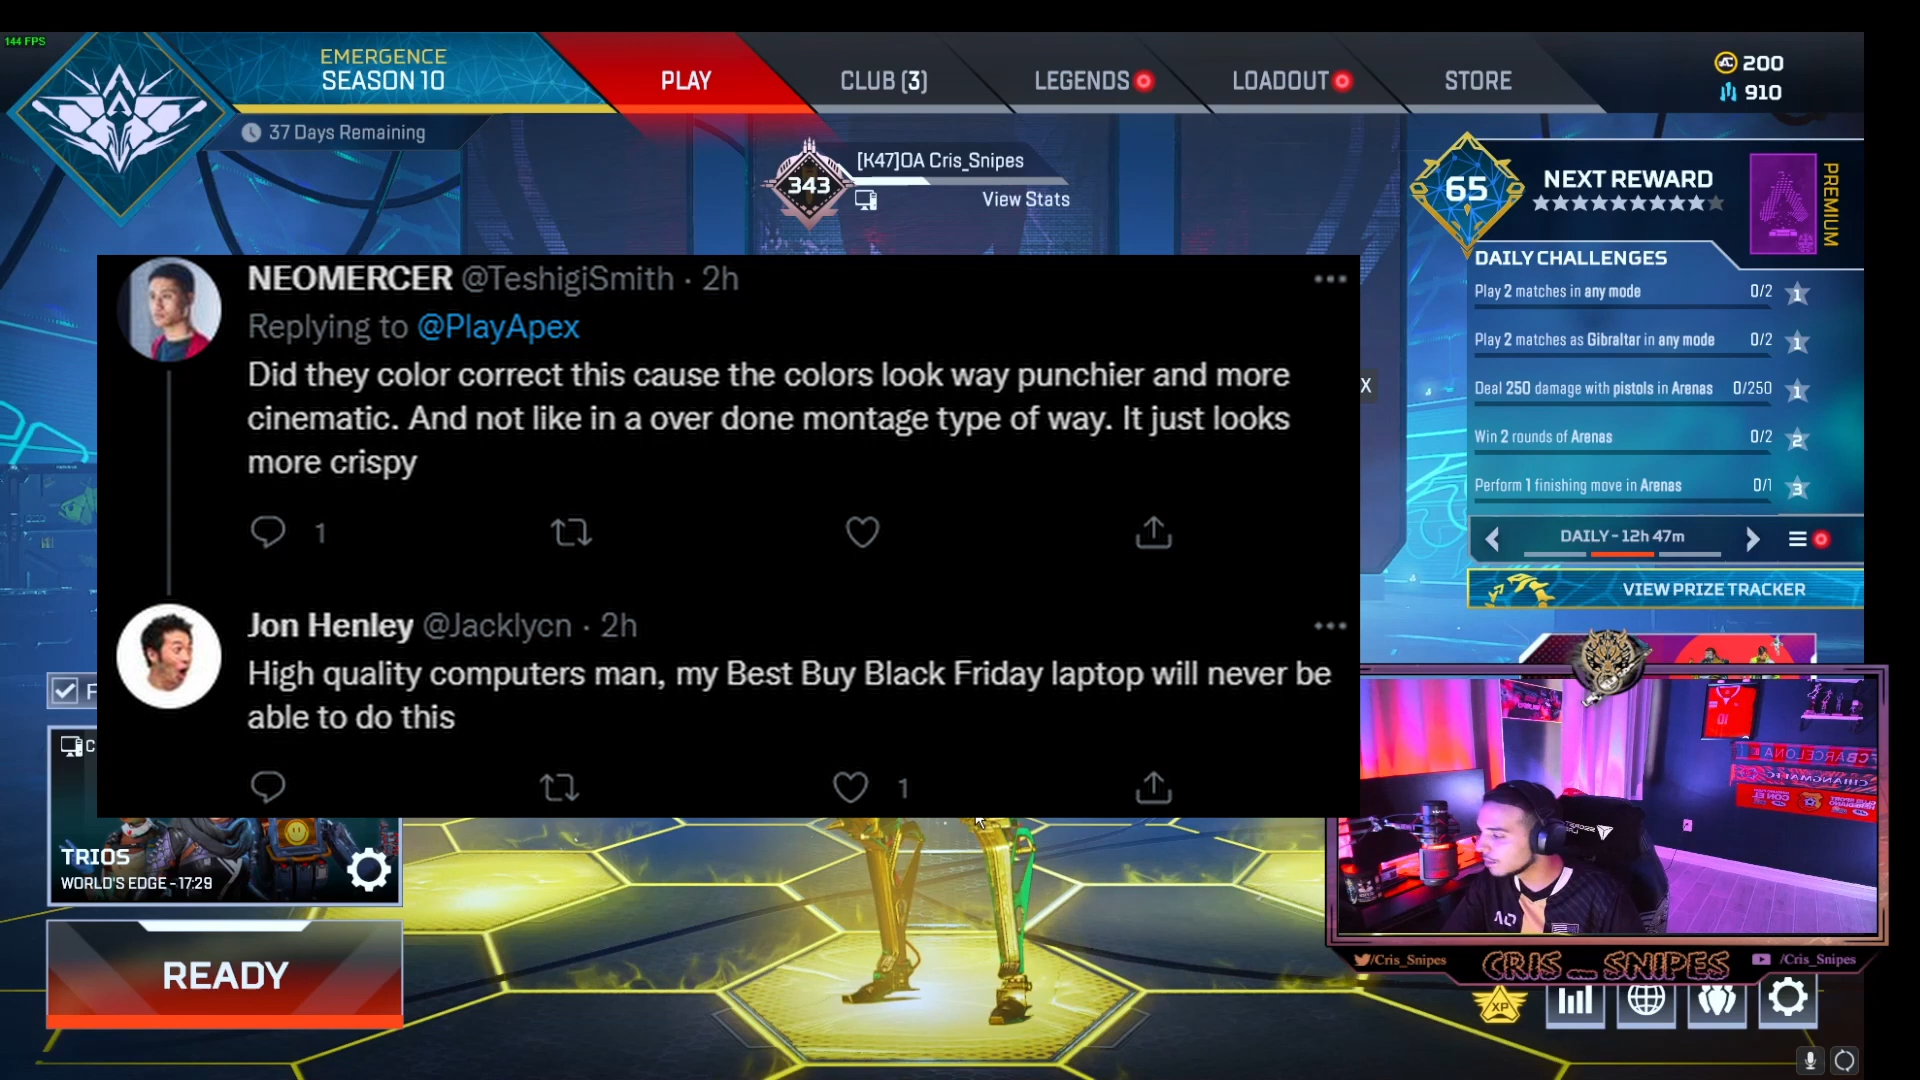 144 FPS
EMERGENCE
SEASON 10
37 Days Remaining
PLAY
CLUB (3)
LEGENDS
LOADOUT
STORE
200
910
343
[K47]OA Cris_Snipes
View Stats
65
NEXT REWARD
PREMIUM
DAILY CHALLENGES
Play 2 matches in any mode 0/2 1
Play 2 matches as Gibraltar in any mode 0/2 1
Deal 250 damage with pistols in Arenas 0/250 1
Win 2 rounds of Arenas 0/2 2
Perform 1 finishing move in Arenas 0/1 3
DAILY - 12h 47m
VIEW PRIZE TRACKER
X
NEOMERCER @TeshigiSmith · 2h
Replying to @PlayApex
Did they color correct this cause the colors look way punchier and more
cinematic. And not like in a over done montage type of way. It just looks
more crispy
1
Jon Henley @Jacklycn · 2h
High quality computers man, my Best Buy Black Friday laptop will never be
able to do this
1
F
C
TRIOS
WORLD'S EDGE - 17:29
READY
/Cris_Snipes
CRIS_SNIPES
/Cris_Snipes
XP